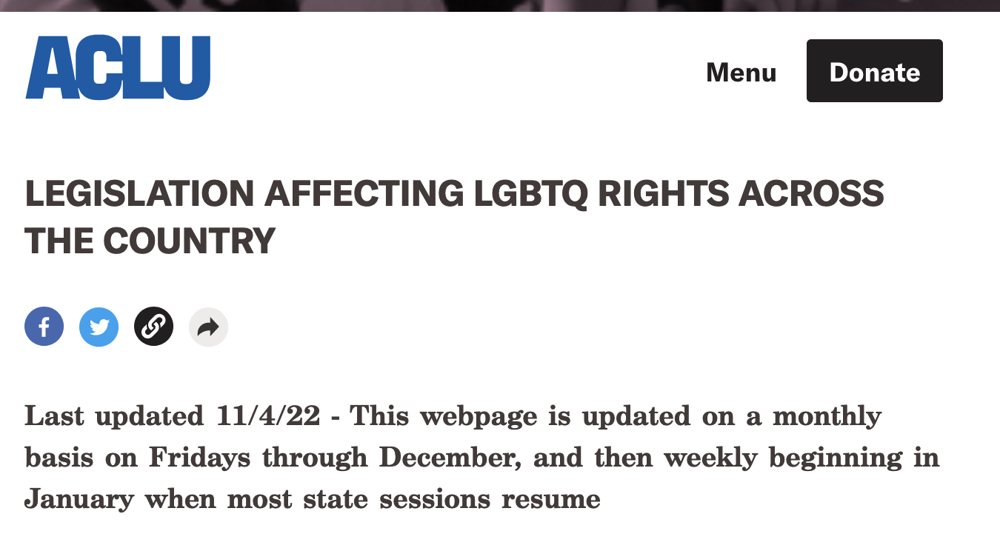 ACLU
Menu
Donate
LEGISLATION AFFECTING LGBTQ RIGHTS ACROSS
THE COUNTRY
Last updated 11/4/22 - This webpage is updated on a monthly
basis on Fridays through December, and then weekly beginning in
January when most state sessions resume